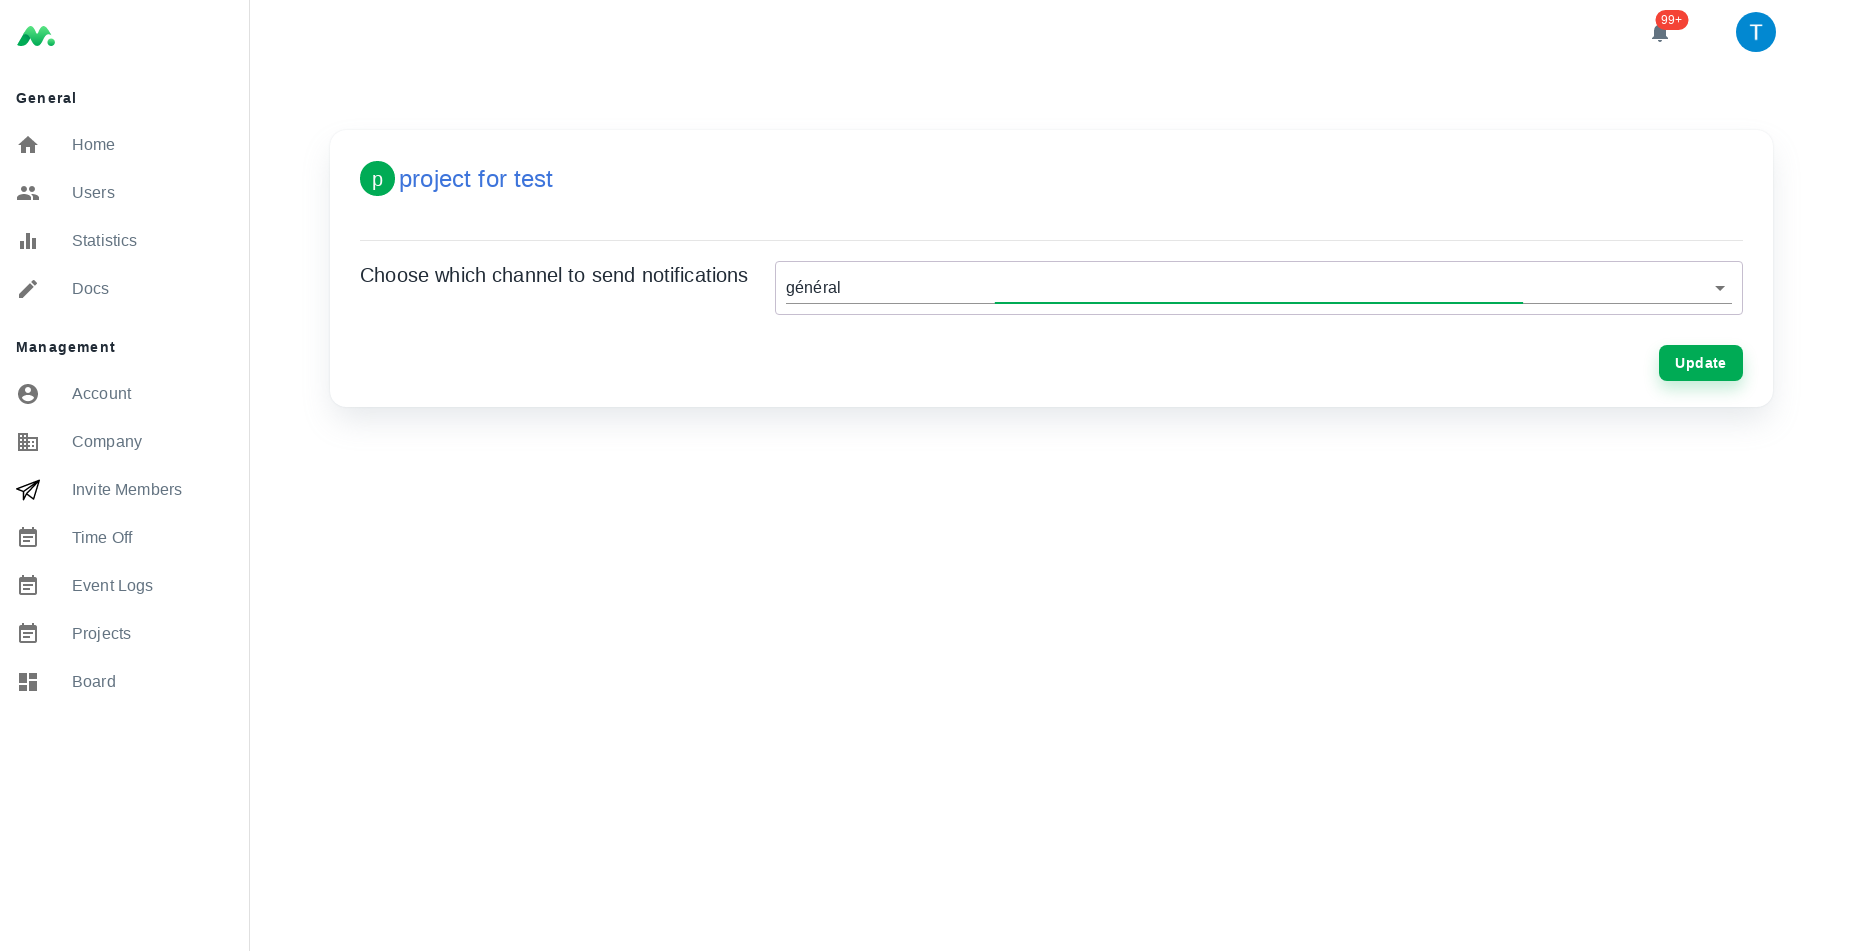 99+
T
General
Home
Users
Statistics
Docs
Management
Account
Company
Invite Members
Time Off
Event Logs
Projects
Board
p project for test
Choose which channel to send notifications
général
Update